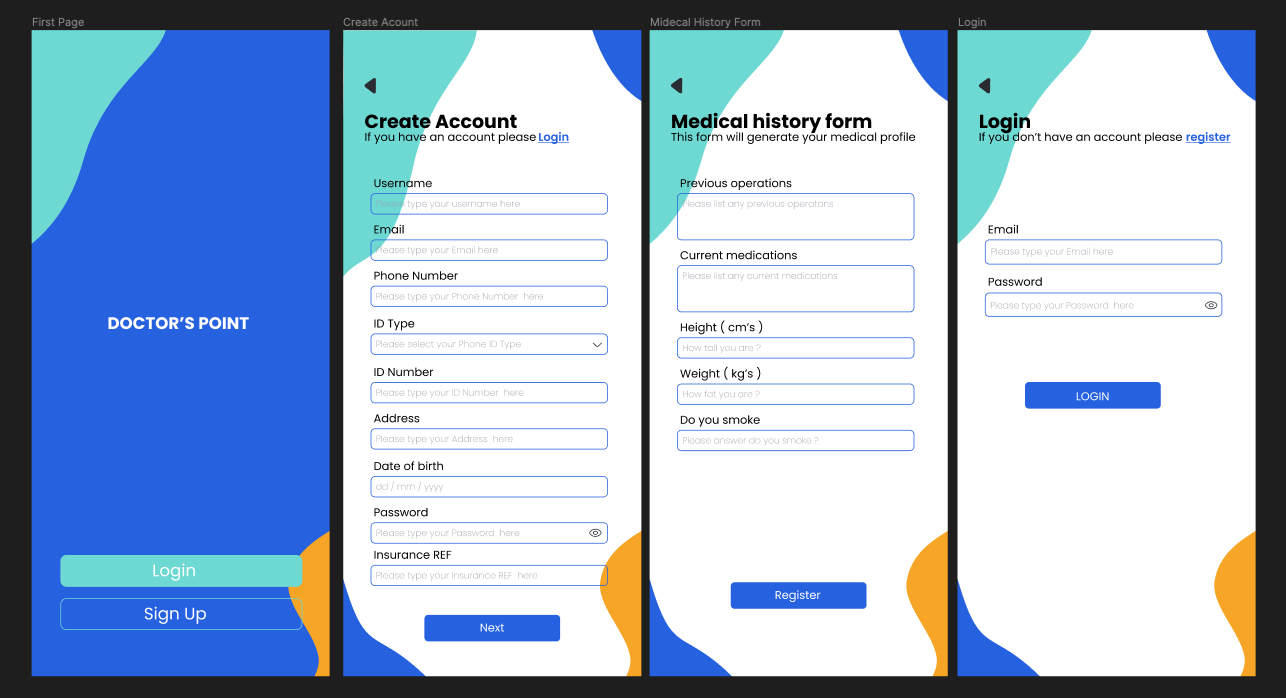 First Page
DOCTOR’S POINT
Login
Sign Up
Create Acount
Create Account
If you have an account please Login
Username
Please type your username here
Email
Please type your Email here
Phone Number
Please type your Phone Number here
ID Type
Please select your Phone ID Type
ID Number
Please type your ID Number here
Address
Please type your Address here
Date of birth
dd / mm / yyyy
Password
Please type your Password here
Insurance REF
Please type your Insurance REF here
Next
Midecal History Form
Medical history form
This form will generate your medical profile
Previous operations
Please list any previous operatons
Current medications
Please list any current medications
Height ( cm’s )
How tall you are ?
Weight ( kg’s )
How fat you are ?
Do you smoke
Please answer do you smoke ?
Register
Login
Login
If you don’t have an account please register
Email
Please type your Email here
Password
Please type your Password here
LOGIN